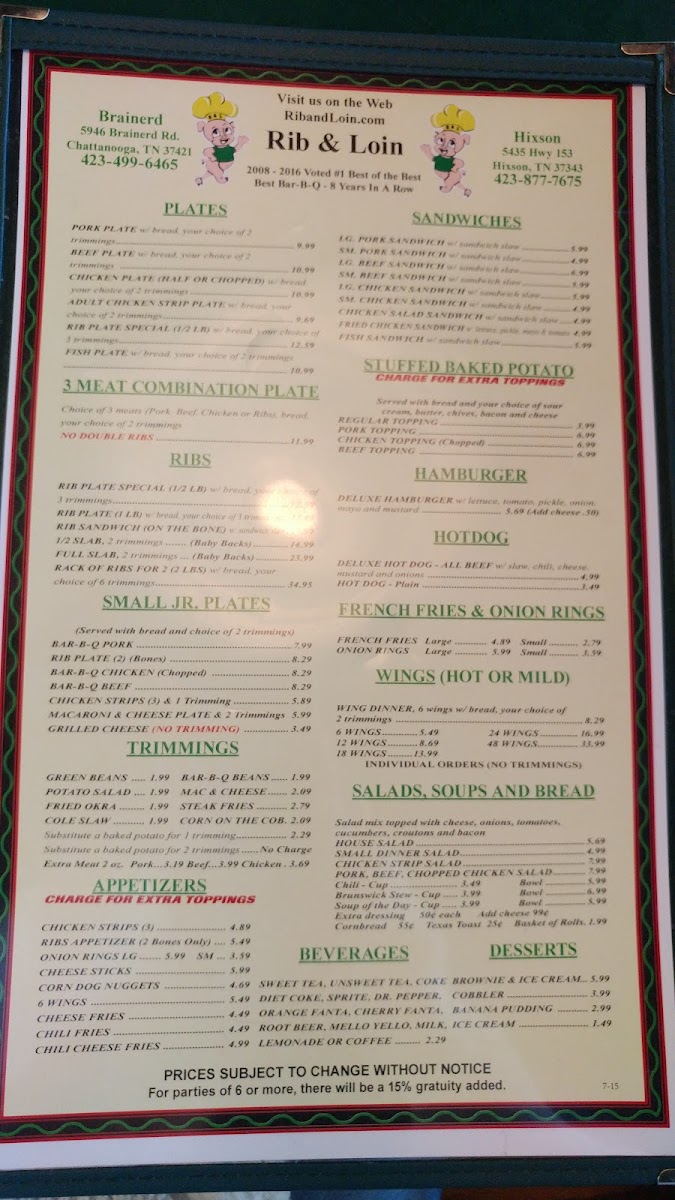 Visit us on the Web
RibandLoin.com
Rib & Loin
2008 - 2016 Voted #1 Best of the Best
Best Bar-B-Q - 8 Years In A Row
Brainerd
5946 Brainerd Rd.
Chattanooga, TN 37421
423-499-6465
Hixson
5435 Hwy 153
Hixson, TN 37343
423-877-7675
PLATES
PORK PLATE w/ bread, your choice of 2
trimmings 9.99
BEEF PLATE w/ bread, your choice of 2
trimmings 10.99
CHICKEN PLATE (HALF OR CHOPPED) w/ bread,
your choice of 2 trimmings 10.99
ADULT CHICKEN STRIP PLATE w/ bread, your
choice of 2 trimmings 9.69
RIB PLATE SPECIAL (1/2 LB) w/ bread, your choice of
3 trimmings 12.59
FISH PLATE w/ bread, your choice of 2 trimmings
10.99
3 MEAT COMBINATION PLATE
Choice of 3 meats (Pork, Beef, Chicken or Ribs), bread,
your choice of 2 trimmings
NO DOUBLE RIBS 11.99
RIBS
RIB PLATE SPECIAL (1/2 LB) w/ bread, your choice of
3 trimmings
RIB PLATE (1 LB) w/ bread, your choice of 3 trimmings
RIB SANDWICH (ON THE BONE) w/ sandwich slaw
1/2 SLAB, 2 trimmings ....... (Baby Backs) 14.99
FULL SLAB, 2 trimmings ... (Baby Backs) 23.99
RACK OF RIBS FOR 2 (2 LBS) w/ bread, your
choice of 6 trimmings 34.95
SMALL JR. PLATES
(Served with bread and choice of 2 trimmings)
BAR-B-Q PORK 7.99
RIB PLATE (2) (Bones) 8.29
BAR-B-Q CHICKEN (Chopped) 8.29
BAR-B-Q BEEF 8.29
CHICKEN STRIPS (3) & 1 Trimming 5.89
MACARONI & CHEESE PLATE & 2 Trimmings 5.99
GRILLED CHEESE (NO TRIMMING) 3.49
TRIMMINGS
GREEN BEANS ..... 1.99 BAR-B-Q BEANS ..... 1.99
POTATO SALAD .... 1.99 MAC & CHEESE ...... 2.09
FRIED OKRA ......... 1.99 STEAK FRIES .......... 2.79
COLE SLAW .......... 1.99 CORN ON THE COB. 2.09
Substitute a baked potato for 1 trimming 2.29
Substitute a baked potato for 2 trimmings ...... No Charge
Extra Meat 2 oz. Pork...3.19 Beef...3.99 Chicken . 3.69
APPETIZERS
CHARGE FOR EXTRA TOPPINGS
CHICKEN STRIPS (3) 4.89
RIBS APPETIZER (2 Bones Only) .... 5.49
ONION RINGS LG ....... 5.99 SM ... 3.59
CHEESE STICKS 5.99
CORN DOG NUGGETS 4.69
6 WINGS 5.49
CHEESE FRIES 4.49
CHILI FRIES 4.49
CHILI CHEESE FRIES 4.99
SANDWICHES
LG. PORK SANDWICH w/ sandwich slaw 5.99
SM. PORK SANDWICH w/ sandwich slaw 4.99
LG. BEEF SANDWICH w/ sandwich slaw 6.99
SM. BEEF SANDWICH w/ sandwich slaw 5.99
LG. CHICKEN SANDWICH w/ sandwich slaw 5.99
SM. CHICKEN SANDWICH w/ sandwich slaw 4.99
CHICKEN SALAD SANDWICH w/ sandwich slaw 4.99
FRIED CHICKEN SANDWICH w/ lettuce, pickle, mayo & tomato 4.99
FISH SANDWICH w/ sandwich slaw 5.99
STUFFED BAKED POTATO
CHARGE FOR EXTRA TOPPINGS
Served with bread and your choice of sour
cream, butter, chives, bacon and cheese
REGULAR TOPPING 3.99
PORK TOPPING 6.99
CHICKEN TOPPING (Chopped) 6.99
BEEF TOPPING 6.99
HAMBURGER
DELUXE HAMBURGER w/ lettuce, tomato, pickle, onion,
mayo and mustard 5.69 (Add cheese .50)
HOTDOG
DELUXE HOT DOG - ALL BEEF w/ slaw, chili, cheese,
mustard and onions 4.99
HOT DOG - Plain 3.49
FRENCH FRIES & ONION RINGS
FRENCH FRIES Large ........... 4.89 Small .......... 2.79
ONION RINGS Large ........... 5.99 Small .......... 3.59
WINGS (HOT OR MILD)
WING DINNER, 6 wings w/ bread, your choice of
2 trimmings 8.29
6 WINGS 5.49 24 WINGS 16.99
12 WINGS 8.69 48 WINGS 33.99
18 WINGS 13.99
INDIVIDUAL ORDERS (NO TRIMMINGS)
SALADS, SOUPS AND BREAD
Salad mix topped with cheese, onions, tomatoes,
cucumbers, croutons and bacon
HOUSE SALAD 5.69
SMALL DINNER SALAD 4.99
CHICKEN STRIP SALAD 7.99
PORK, BEEF, CHOPPED CHICKEN SALAD 7.99
Chili - Cup 3.49 Bowl 5.99
Brunswick Stew - Cup ..... 3.99 Bowl 6.99
Soup of the Day - Cup ..... 3.99 Bowl 5.99
Extra dressing 50¢ each Add cheese 99¢
Cornbread 55¢ Texas Toast 25¢ Basket of Rolls. 1.99
BEVERAGES
SWEET TEA, UNSWEET TEA, COKE
DIET COKE, SPRITE, DR. PEPPER,
ORANGE FANTA, CHERRY FANTA,
ROOT BEER, MELLO YELLO, MILK,
LEMONADE OR COFFEE ......... 2.29
DESSERTS
BROWNIE & ICE CREAM.. 5.99
COBBLER 3.99
BANANA PUDDING 2.99
ICE CREAM 1.49
PRICES SUBJECT TO CHANGE WITHOUT NOTICE
For parties of 6 or more, there will be a 15% gratuity added.
7-15